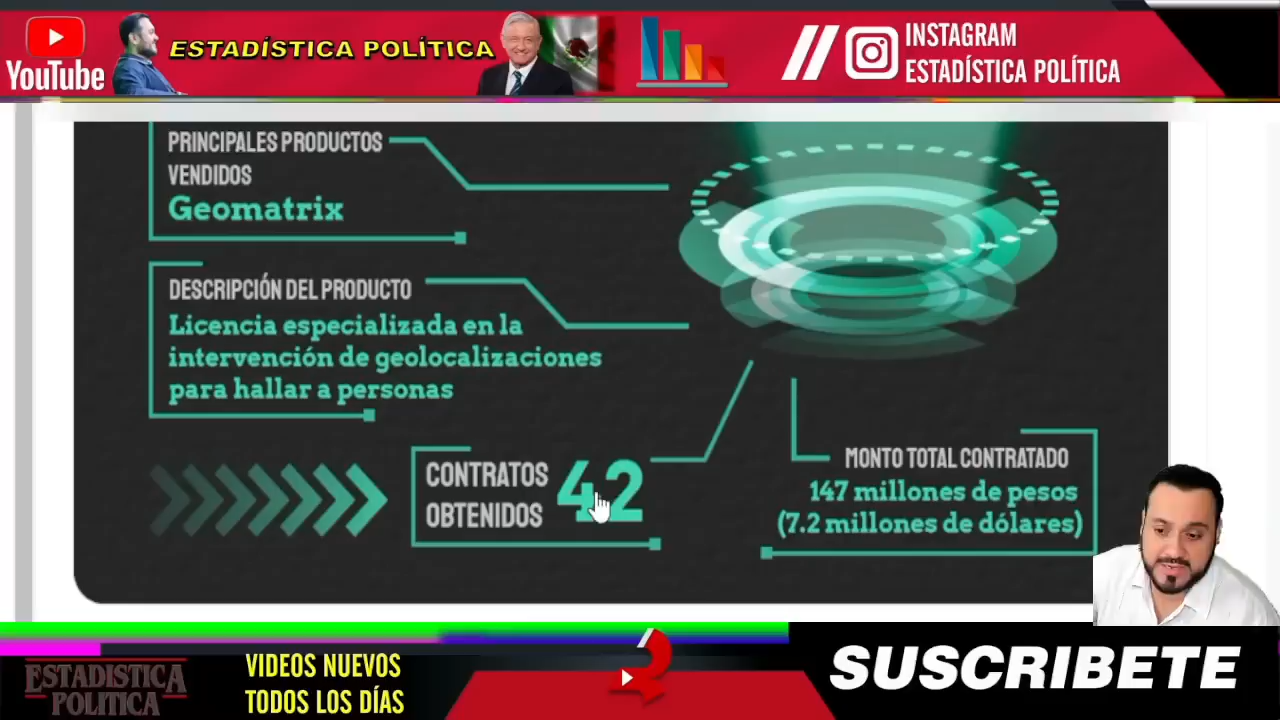 YouTube
ESTADÍSTICA POLÍTICA
INSTAGRAM
ESTADÍSTICA POLÍTICA
PRINCIPALES PRODUCTOS
VENDIDOS
Geomatrix
DESCRIPCIÓN DEL PRODUCTO
Licencia especializada en la
intervención de geolocalizaciones
para hallar a personas
CONTRATOS
OBTENIDOS
42
MONTO TOTAL CONTRATADO
147 millones de pesos
(7.2 millones de dólares)
ESTADISTICA
POLÍTICA
VIDEOS NUEVOS
TODOS LOS DÍAS
SUSCRIBETE